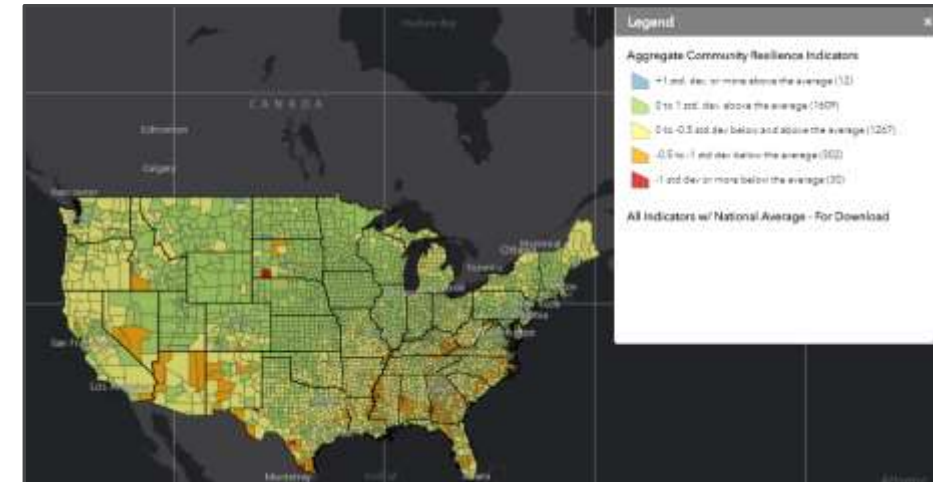 Legend
×
Aggregate Community Resilience Indicators
+1 std. dev. or more above the average (12)
0 to 1 std. dev. above the average (1609)
0 to -0.5 std dev below and above the average (1267)
-0.5 to -1 std dev below the average (302)
-1 std dev or more below the average (30)
All Indicators w/ National Average - For Download
CANADA
Edmonton
Calgary
Vancouver
Montreal
Toronto
San Fr
Los
Monterrey
Miami